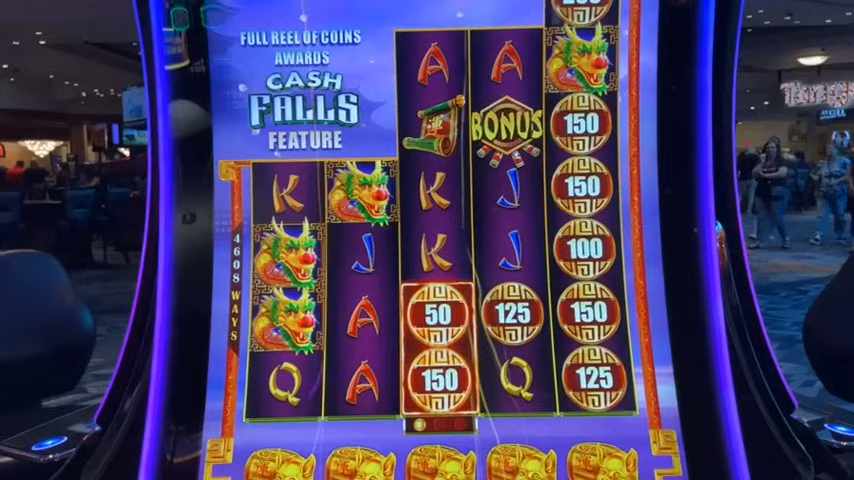 FULL REEL OF COINS
AWARDS
CASH
FALLS
FEATURE
4608 WAYS
A A
BONUS 150
K K J 150
J K J 100
A 50 125 150
Q A 150 Q 125